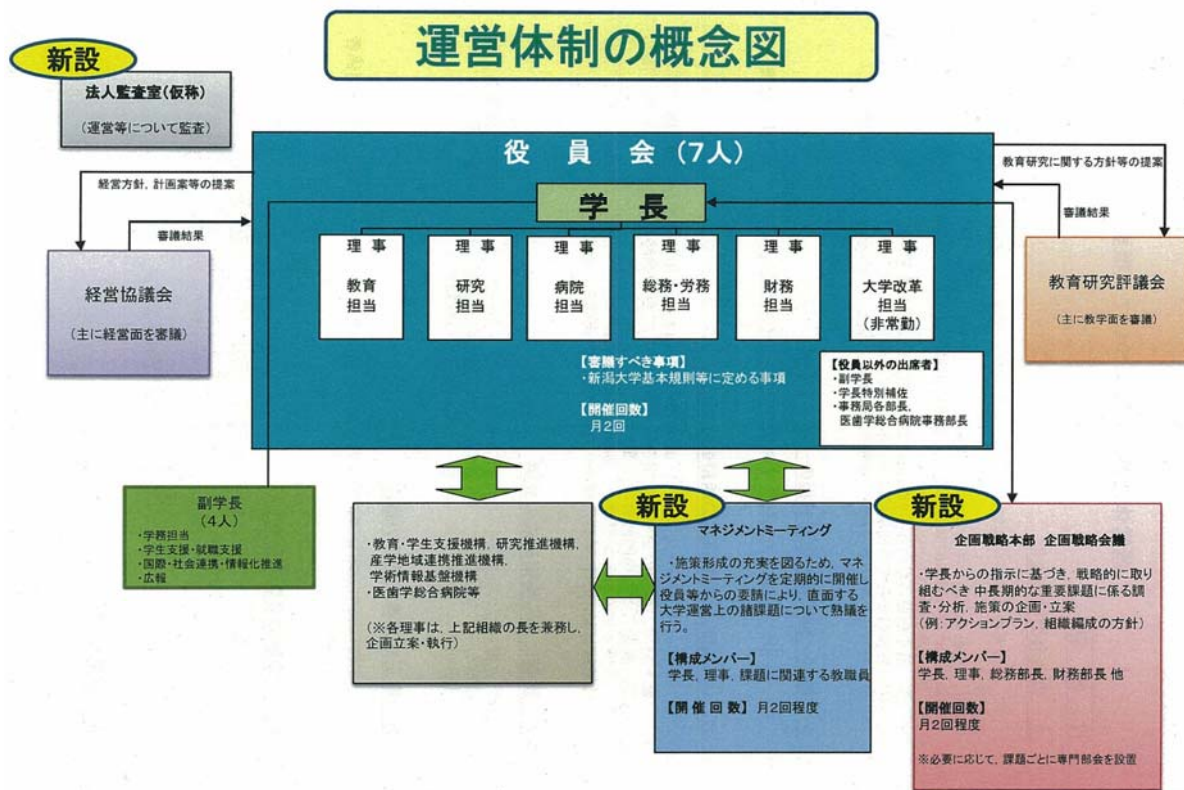 運営体制の概念図
新設
法人監査室(仮称)
(運営等について監査)
役員会(7人)
学長
理事
教育
担当
理事
研究
担当
理事
病院
担当
理事
総務・労務
担当
理事
財務
担当
理事
大学改革
担当
(非常勤)
【審議すべき事項】
・新潟大学基本規則等に定める事項
【開催回数】
月2回
【役員以外の出席者】
・副学長
・学長特別補佐
・事務局各部長,
医歯学総合病院事務部長
経営方針, 計画案等の提案
審議結果
経営協議会
(主に経営面を審議)
教育研究に関する方針等の提案
審議結果
教育研究評議会
(主に教学面を審議)
副学長
(4人)
・学務担当
・学生支援・就職支援
・国際・社会連携・情報化推進
・広報
・教育・学生支援機構, 研究推進機構,
産学地域連携推進機構,
学術情報基盤機構
・医歯学総合病院等
(※各理事は, 上記組織の長を兼務し,
企画立案・執行)
新設
マネジメントミーティング
・施策形成の充実を図るため, マネ
ジメントミーティングを定期的に開催し
役員等からの要請により, 直面する
大学運営上の諸課題について熟議を
行う。
【構成メンバー】
学長, 理事, 課題に関連する教職員
【開催回数】月2回程度
新設
企画戦略本部 企画戦略会議
・学長からの指示に基づき, 戦略的に取り
組むべき 中長期的な重要課題に係る調
査・分析, 施策の企画・立案
(例:アクションプラン, 組織編成の方針)
【構成メンバー】
学長, 理事, 総務部長, 財務部長 他
【開催回数】
月2回程度
※必要に応じて, 課題ごとに専門部会を設置